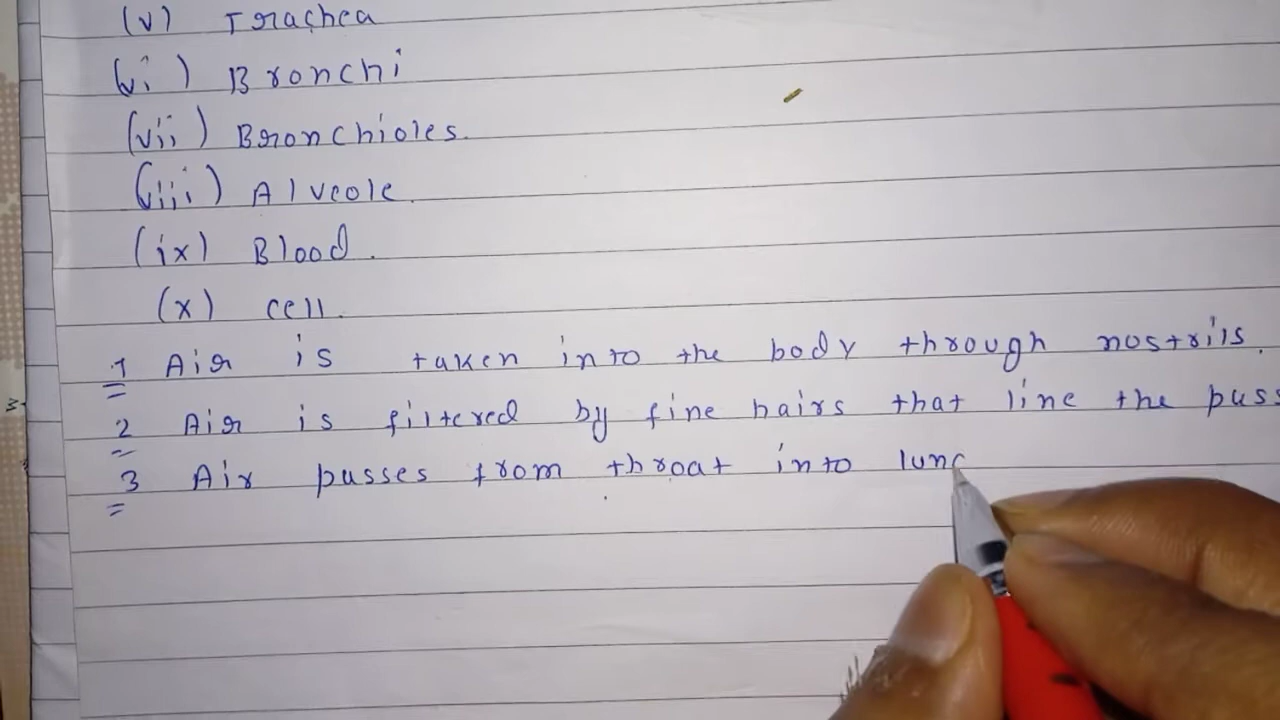 (v) Trachea
(vi) Bronchi
(vii) Bronchioles.
(viii) Alveole.
(ix) Blood.
(x) cell.
1 Air is taken into the body through nostrils.
2 Air is filtered by fine hairs that line the pass
3 Air passes from throat into lung